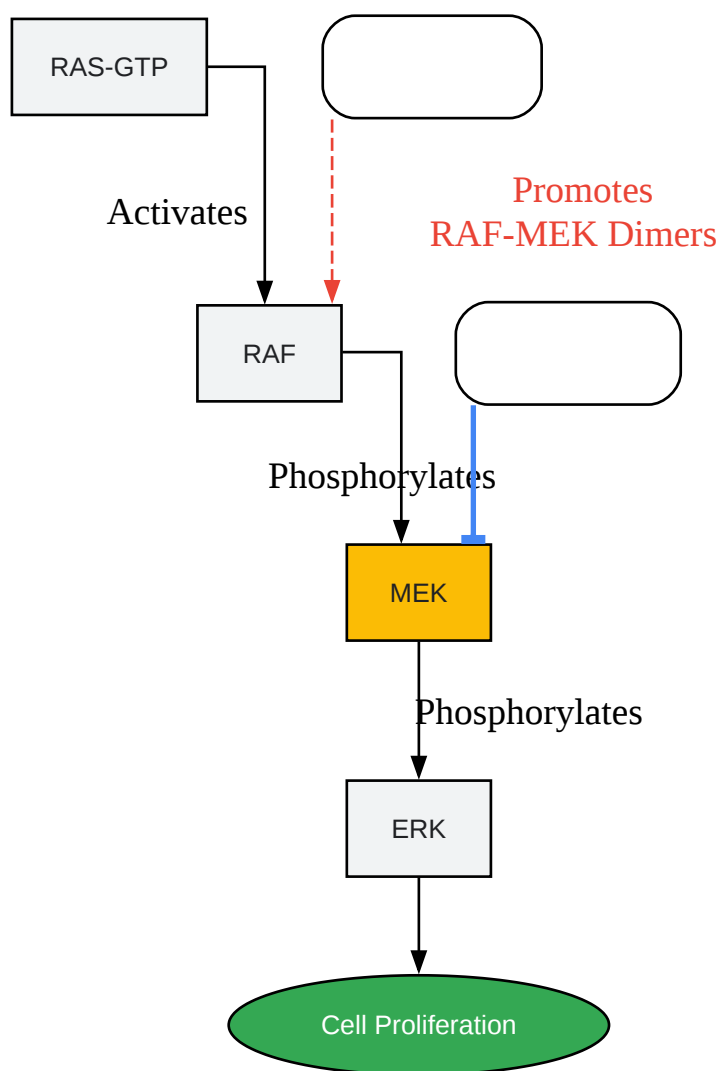 RAS-GTP
Activates
Promotes
RAF-MEK Dimers
RAF
Phosphorylates
MEK
Phosphorylates
ERK
Cell Proliferation